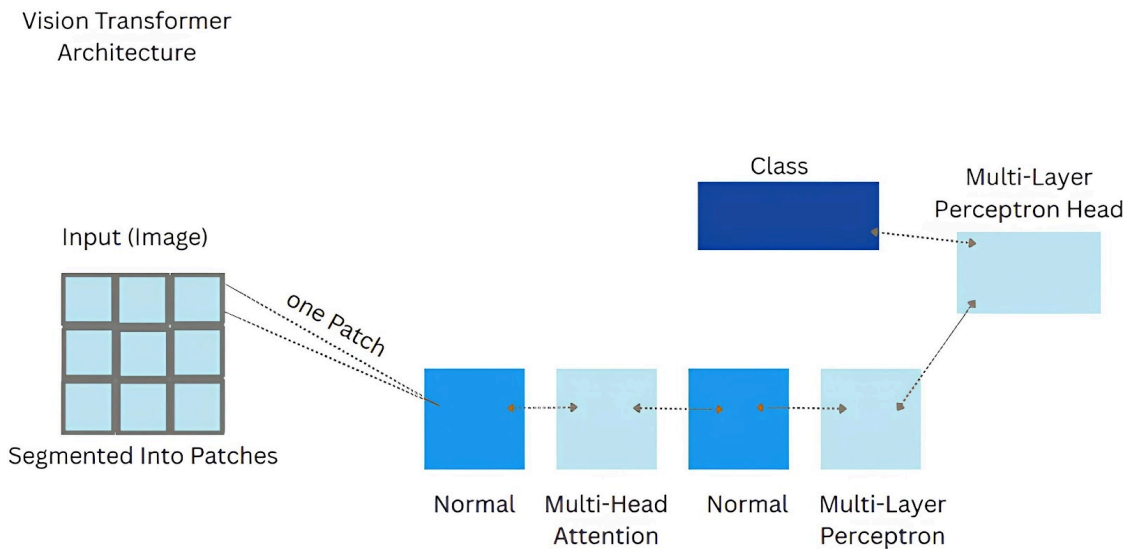 Vision Transformer
Architecture
Class
Multi-Layer
Perceptron Head
Input (Image)
one Patch
Segmented Into Patches
Normal
Multi-Head
Attention
Normal
Multi-Layer
Perceptron